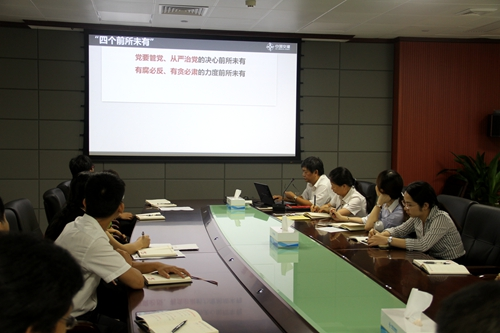 “四个前所未有”
党要管党、从严治党的决心前所未有
有腐必反、有贪必肃的力度前所未有